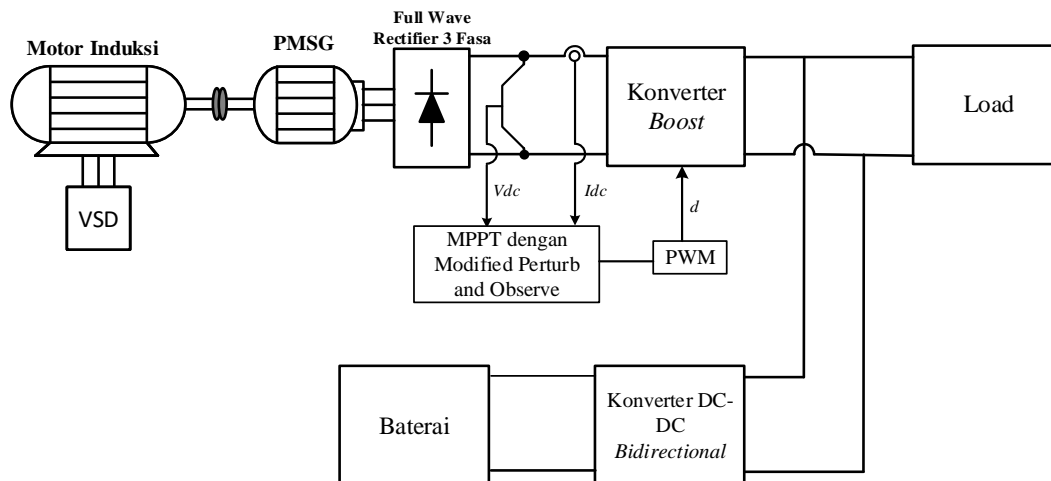 Motor Induksi
PMSG
Full Wave
Rectifier 3 Fasa
Konverter
Boost
Load
VSD
Vdc
Idc
d
MPPT dengan
Modified Perturb
and Observe
PWM
Baterai
Konverter DC-
DC
Bidirectional